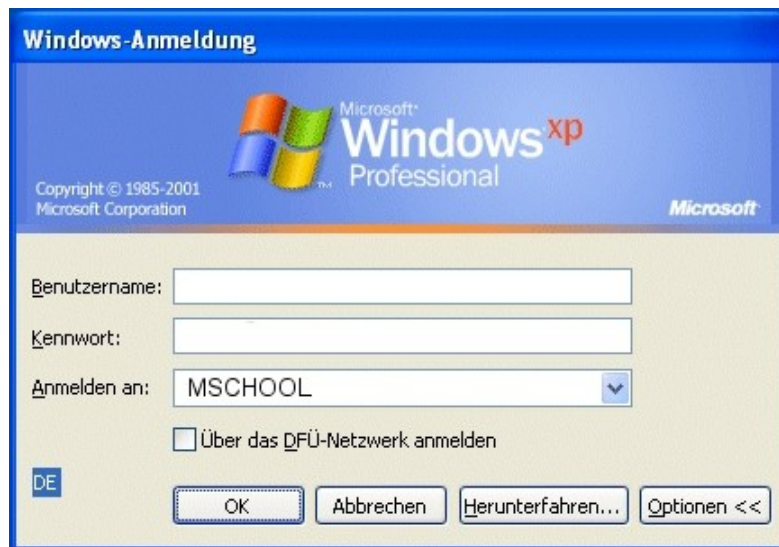 Windows-Anmeldung
Microsoft
Windows xp
Professional
Copyright © 1985-2001
Microsoft Corporation
Microsoft
Benutzername:
Kennwort:
Anmelden an: MSCHOOL
Über das DFÜ-Netzwerk anmelden
DE
OK Abbrechen Herunterfahren... Optionen <<